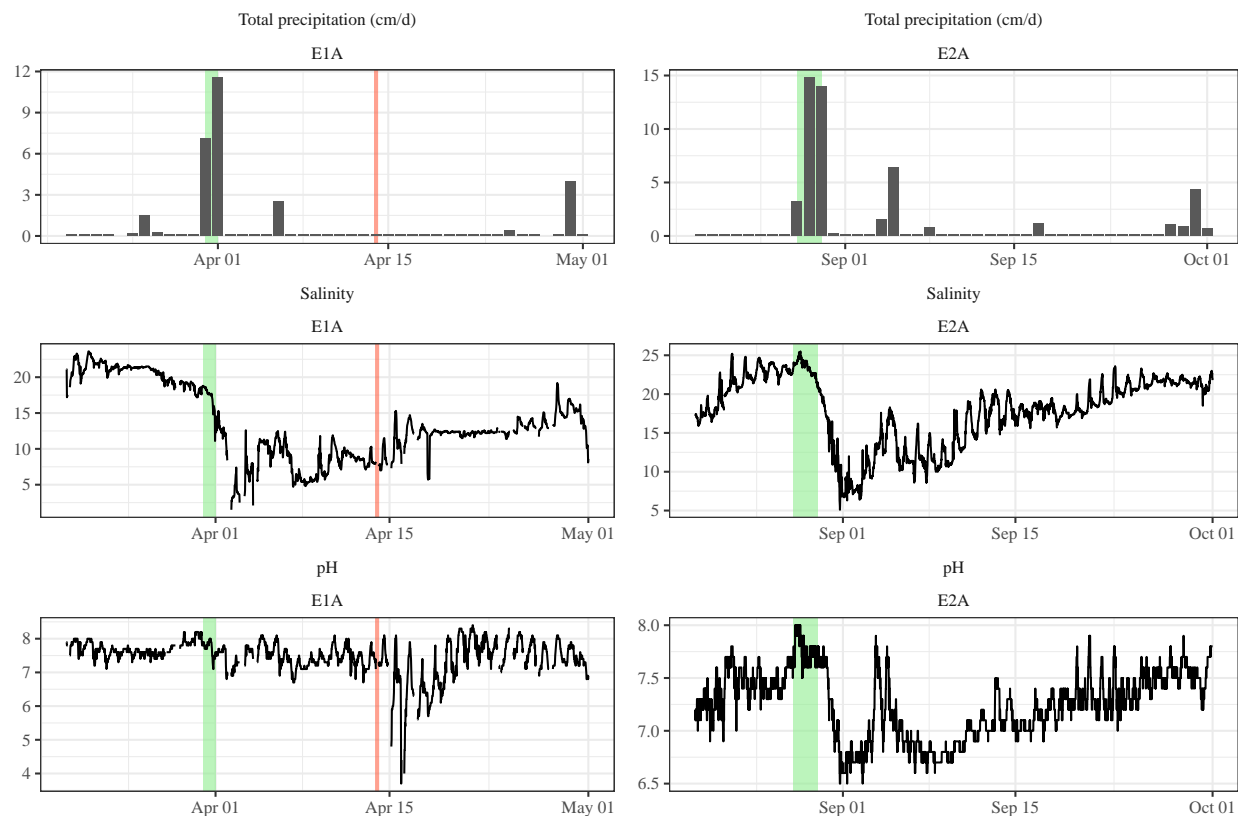 Total precipitation (cm/d)
E1A
12
9
6
3
0
Apr 01
Apr 15
May 01
Total precipitation (cm/d)
E2A
15
10
5
0
Sep 01
Sep 15
Oct 01
Salinity
E1A
20
15
10
5
Apr 01
Apr 15
May 01
Salinity
E2A
25
20
15
10
5
Sep 01
Sep 15
Oct 01
pH
E1A
8
7
6
5
4
Apr 01
Apr 15
May 01
pH
E2A
8.0
7.5
7.0
6.5
Sep 01
Sep 15
Oct 01